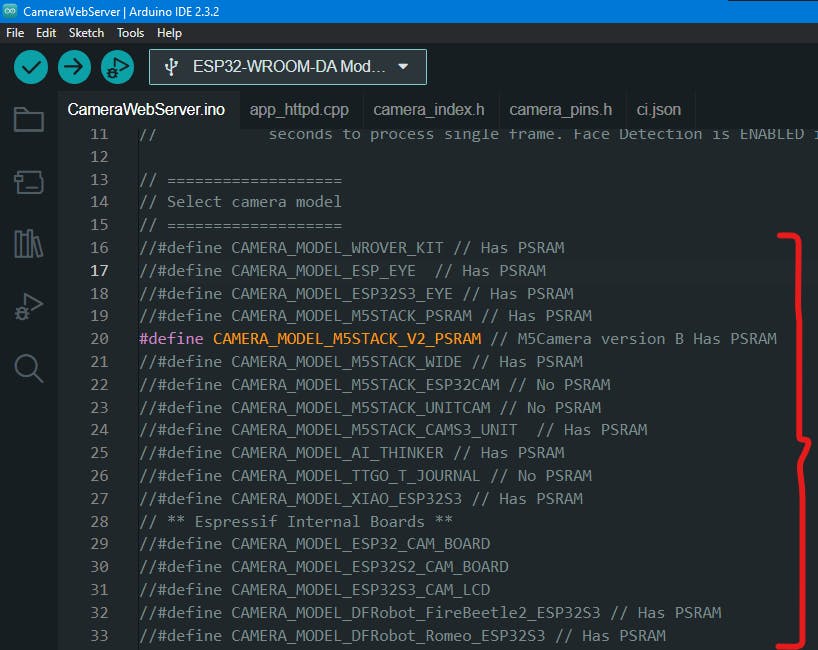 CameraWebServer | Arduino IDE 2.3.2
File Edit Sketch Tools Help
ESP32-WROOM-DA Mod...
CameraWebServer.ino app_httpd.cpp camera_index.h camera_pins.h ci.json
11 // seconds to process single frame. Face Detection is ENABLED
12
13 // ===================
14 // Select camera model
15 // ===================
16 //#define CAMERA_MODEL_WROVER_KIT // Has PSRAM
17 //#define CAMERA_MODEL_ESP_EYE  // Has PSRAM
18 //#define CAMERA_MODEL_ESP32S3_EYE // Has PSRAM
19 //#define CAMERA_MODEL_M5STACK_PSRAM // Has PSRAM
20 #define CAMERA_MODEL_M5STACK_V2_PSRAM // M5Camera version B Has PSRAM
21 //#define CAMERA_MODEL_M5STACK_WIDE // Has PSRAM
22 //#define CAMERA_MODEL_M5STACK_ESP32CAM // No PSRAM
23 //#define CAMERA_MODEL_M5STACK_UNITCAM // No PSRAM
24 //#define CAMERA_MODEL_M5STACK_CAMS3_UNIT  // Has PSRAM
25 //#define CAMERA_MODEL_AI_THINKER // Has PSRAM
26 //#define CAMERA_MODEL_TTGO_T_JOURNAL // No PSRAM
27 //#define CAMERA_MODEL_XIAO_ESP32S3 // Has PSRAM
28 // ** Espressif Internal Boards **
29 //#define CAMERA_MODEL_ESP32_CAM_BOARD
30 //#define CAMERA_MODEL_ESP32S2_CAM_BOARD
31 //#define CAMERA_MODEL_ESP32S3_CAM_LCD
32 //#define CAMERA_MODEL_DFRobot_FireBeetle2_ESP32S3 // Has PSRAM
33 //#define CAMERA_MODEL_DFRobot_Romeo_ESP32S3 // Has PSRAM